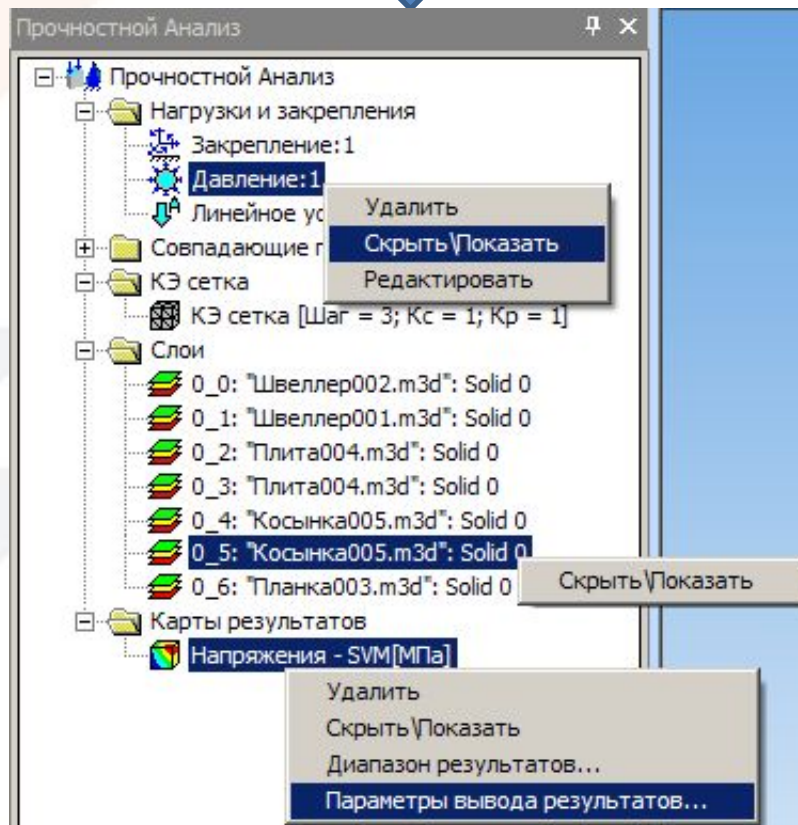 Прочностной Анализ
Прочностной Анализ
Нагрузки и закрепления
Закрепление:1
Давление:1
Удалить
Линейное ус
Скрыть\Показать
Совпадающие г
Редактировать
КЭ сетка
КЭ сетка [Шаг = 3; Кс = 1; Кр = 1]
Слои
0_0: "Швеллер002.m3d": Solid 0
0_1: "Швеллер001.m3d": Solid 0
0_2: "Плита004.m3d": Solid 0
0_3: "Плита004.m3d": Solid 0
0_4: "Косынка005.m3d": Solid 0
0_5: "Косынка005.m3d": Solid 0
0_6: "Планка003.m3d": Solid 0
Скрыть\Показать
Карты результатов
Напряжения - SVM[МПа]
Удалить
Скрыть\Показать
Диапазон результатов...
Параметры вывода результатов...